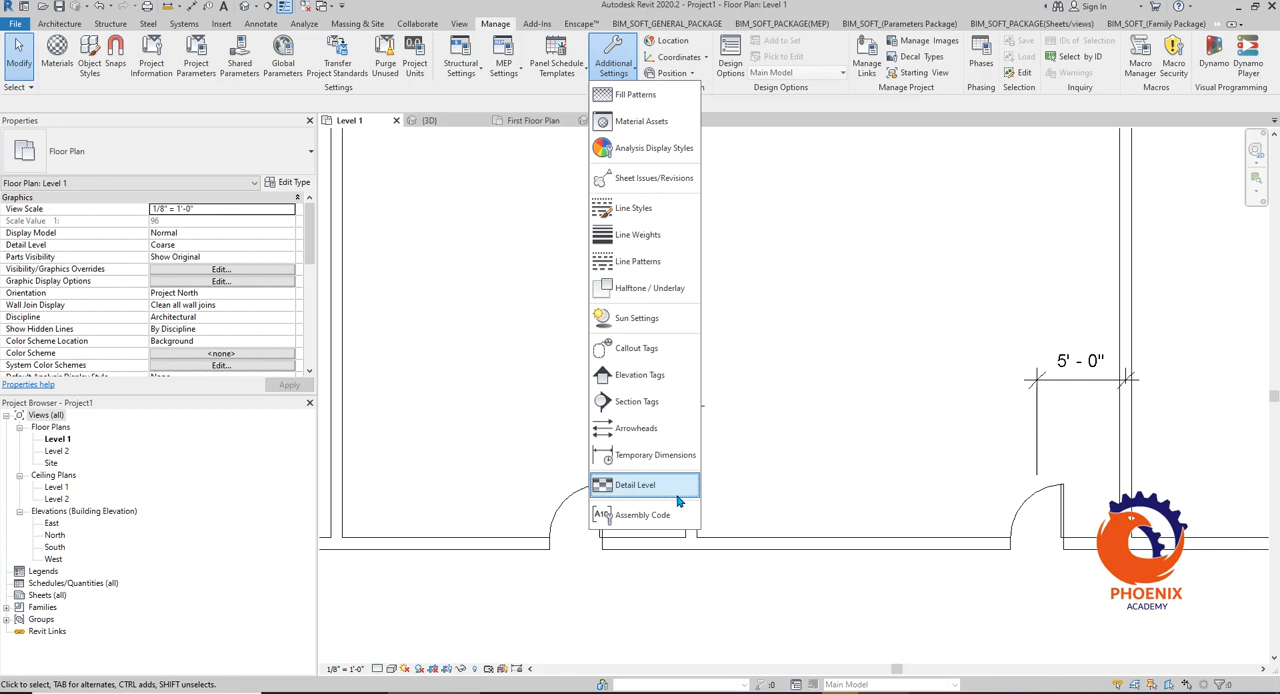 Autodesk Revit 2020.2 - Project1 - Floor Plan: Level 1
Sign In
File Architecture Structure Steel Systems Insert Annotate Analyze Massing & Site Collaborate View Manage Add-Ins Enscape™ BIM_SOFT_GENERAL_PACKAGE BIM_SOFT_PACKAGE(MEP) BIM_SOFT_(Parameters Package) BIM_SOFT_PACKAGE(Sheets/views) BIM_SOFT_(Family Package)
Modify
Materials
Object Styles
Snaps
Project Information
Project Parameters
Shared Parameters
Global Parameters
Transfer Project Standards
Purge Unused
Project Units
Structural Settings
MEP Settings
Panel Schedule Templates
Additional Settings
Location
Coordinates
Position
Design Options
Add to Set
Pick to Edit
Main Model
Manage Links
Manage Images
Decal Types
Starting View
Phases
Save
Load
Edit
IDs of Selection
Select by ID
Warnings
Macro Manager
Macro Security
Dynamo
Dynamo Player
Select Settings Design Options Manage Project Phasing Selection Inquiry Macros Visual Programming
Properties
Level 1 (3D) First Floor Plan
Floor Plan
Floor Plan: Level 1 Edit Type
Graphics
View Scale 1/8" = 1'-0"
Scale Value 1: 96
Display Model Normal
Detail Level Coarse
Parts Visibility Show Original
Visibility/Graphics Overrides Edit...
Graphic Display Options Edit...
Orientation Project North
Wall Join Display Clean all wall joins
Discipline Architectural
Show Hidden Lines By Discipline
Color Scheme Location Background
Color Scheme <none>
System Color Schemes Edit...
Default Analysis Display Style None
Properties help Apply
Project Browser - Project1
Views (all)
Floor Plans
Level 1
Level 2
Site
Ceiling Plans
Level 1
Level 2
Elevations (Building Elevation)
East
North
South
West
Legends
Schedules/Quantities (all)
Sheets (all)
Families
Groups
Revit Links
Fill Patterns
Material Assets
Analysis Display Styles
Sheet Issues/Revisions
Line Styles
Line Weights
Line Patterns
Halftone / Underlay
Sun Settings
Callout Tags
Elevation Tags
Section Tags
Arrowheads
Temporary Dimensions
Detail Level
Assembly Code
5' - 0"
PHOENIX
ACADEMY
1/8" = 1'-0"
Click to select, TAB for alternates, CTRL adds, SHIFT unselects. :0 Main Model :0